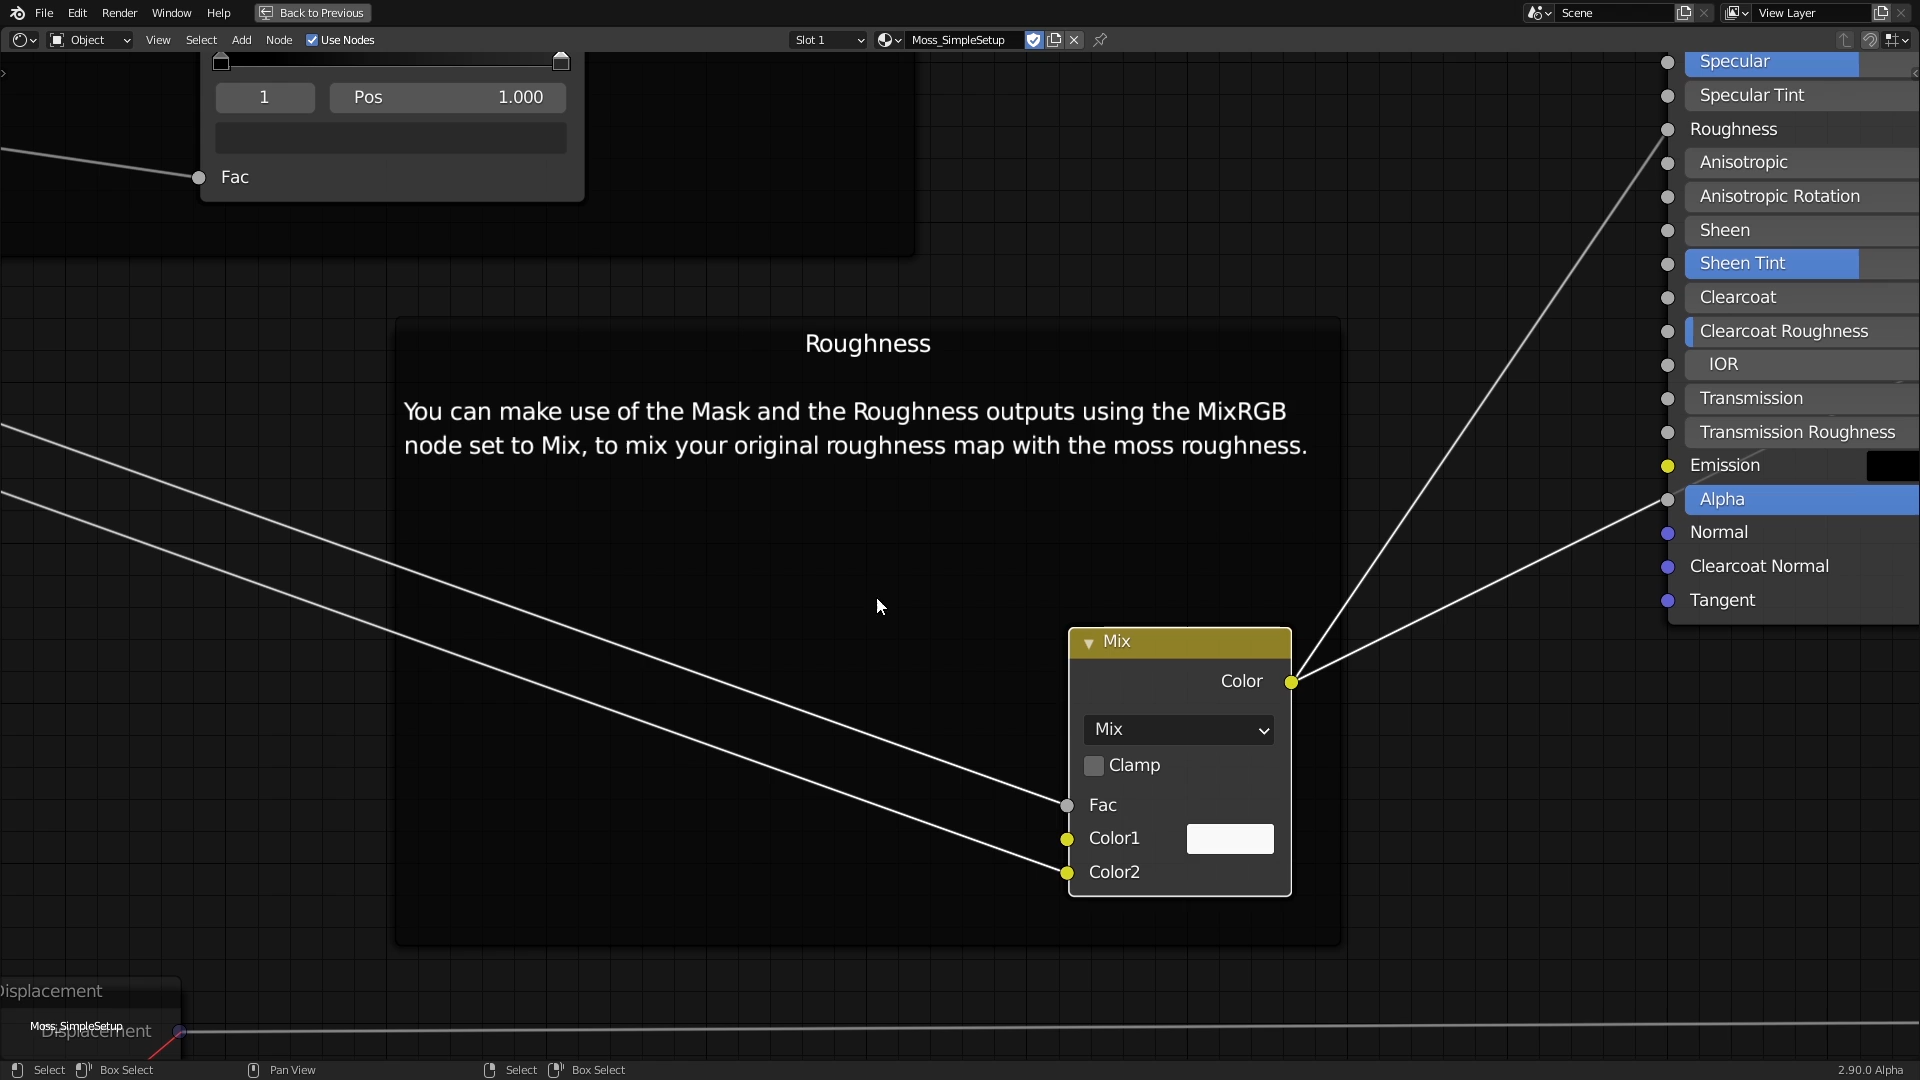 File Edit Render Window Help Back to Previous Scene View Layer
Object View Select Add Node Use Nodes Slot 1 Moss_SimpleSetup
1 Pos 1.000
Fac
Specular
Specular Tint
Roughness
Anisotropic
Anisotropic Rotation
Sheen
Sheen Tint
Clearcoat
Clearcoat Roughness
IOR
Transmission
Transmission Roughness
Emission
Alpha
Normal
Clearcoat Normal
Tangent
Roughness
You can make use of the Mask and the Roughness outputs using the MixRGB
node set to Mix, to mix your original roughness map with the moss roughness.
Mix
Color
Mix
Clamp
Fac
Color1
Color2
Displacement
Displacement
Moss_SimpleSetup
Select Box Select Pan View Select Box Select 2.90.0 Alpha